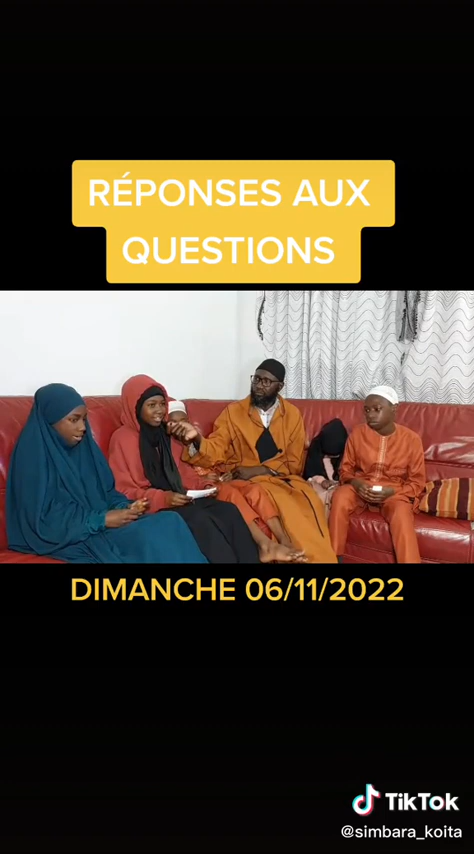 RÉPONSES AUX
QUESTIONS
DIMANCHE 06/11/2022
TikTok
@simbara_koita